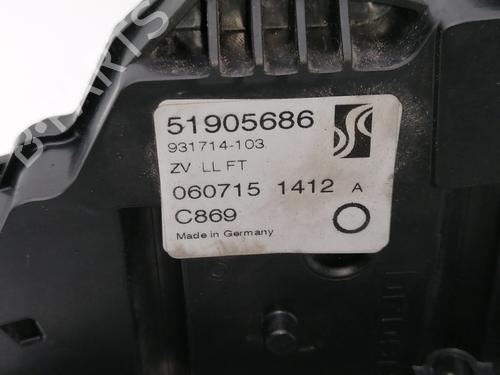 51905686
931714-103
ZV LL FT
060715 1412 A
C869
Made in Germany